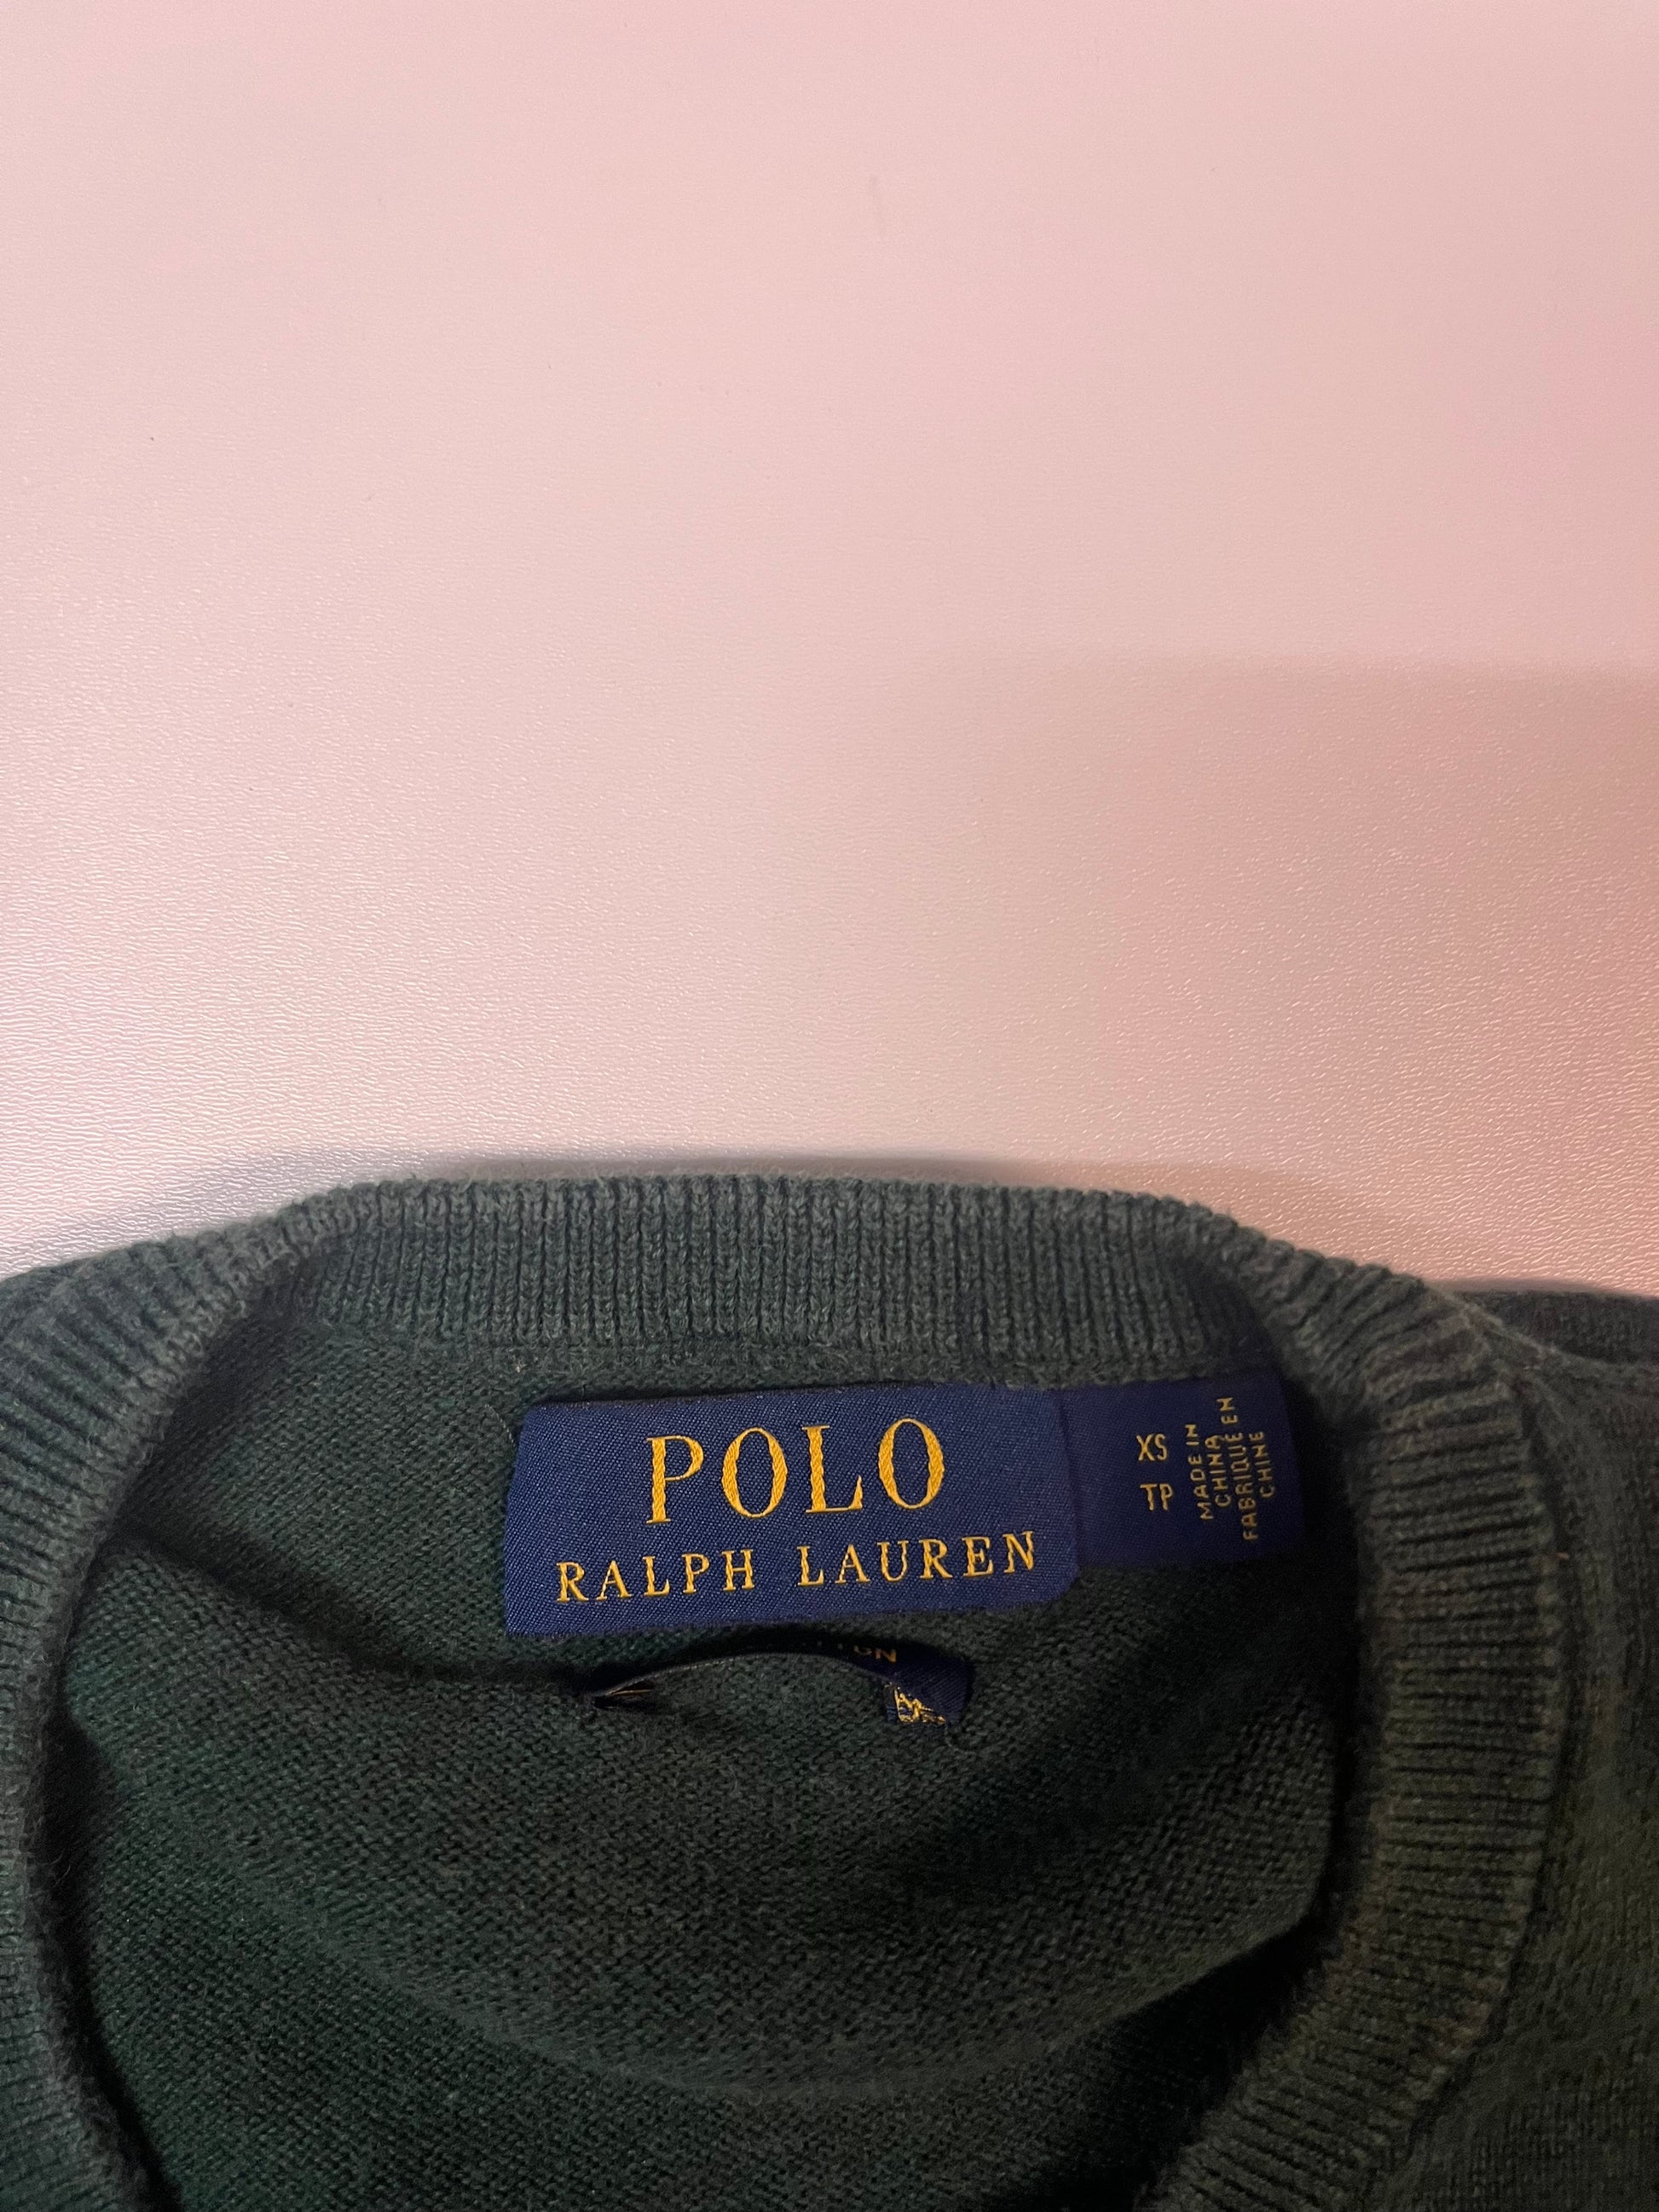 POLO
RALPH LAUREN
XS
TP
MADE IN
CHINA
FABRIQUÉ EN
CHINE